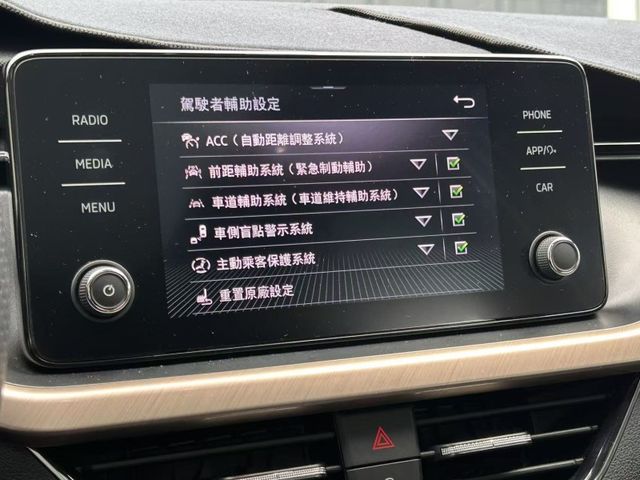 駕駛者輔助設定
RADIO
PHONE
ACC（自動距離調整系統）
MEDIA
前距輔助系統（緊急制動輔助）
APP/
MENU
車道輔助系統（車道維持輔助系統）
CAR
車側盲點警示系統
主動乘客保護系統
重置原廠設定